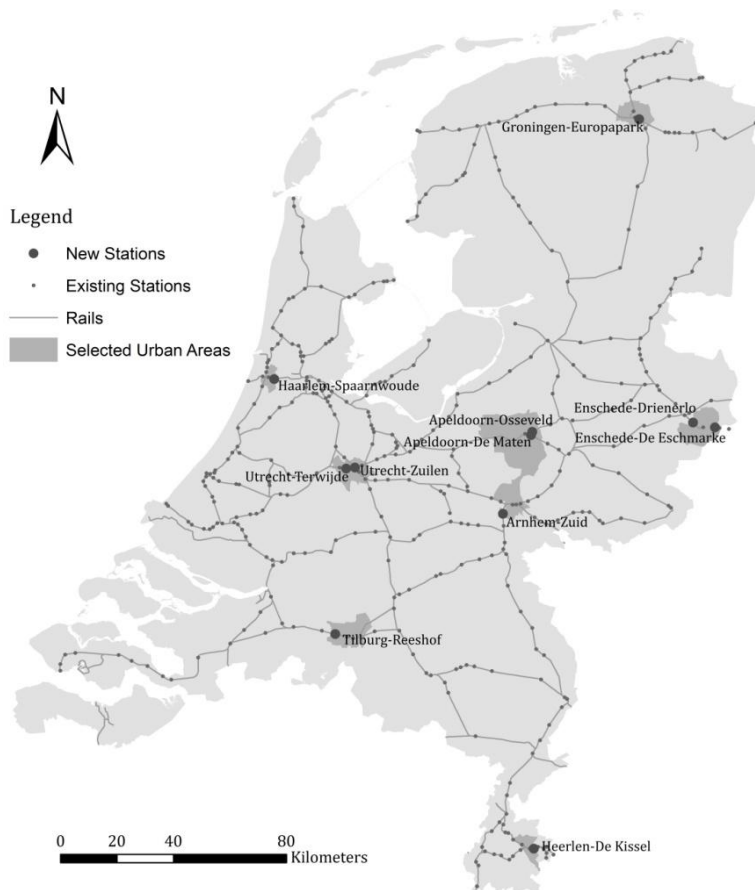 N
Groningen-Europapark
Legend
New Stations
Existing Stations
Rails
Selected Urban Areas
Haarlem-Spaarnwoude
Enschede-Drienerlo
Apeldoorn-Osseveld
Enschede-De Eschmarke
Apeldoorn-De Maten
Utrecht-Terwijde
Utrecht-Zuilen
Arnhem-Zuid
Tilburg-Reeshof
0 20 40 80
Kilometers
Heerlen-De Kissel